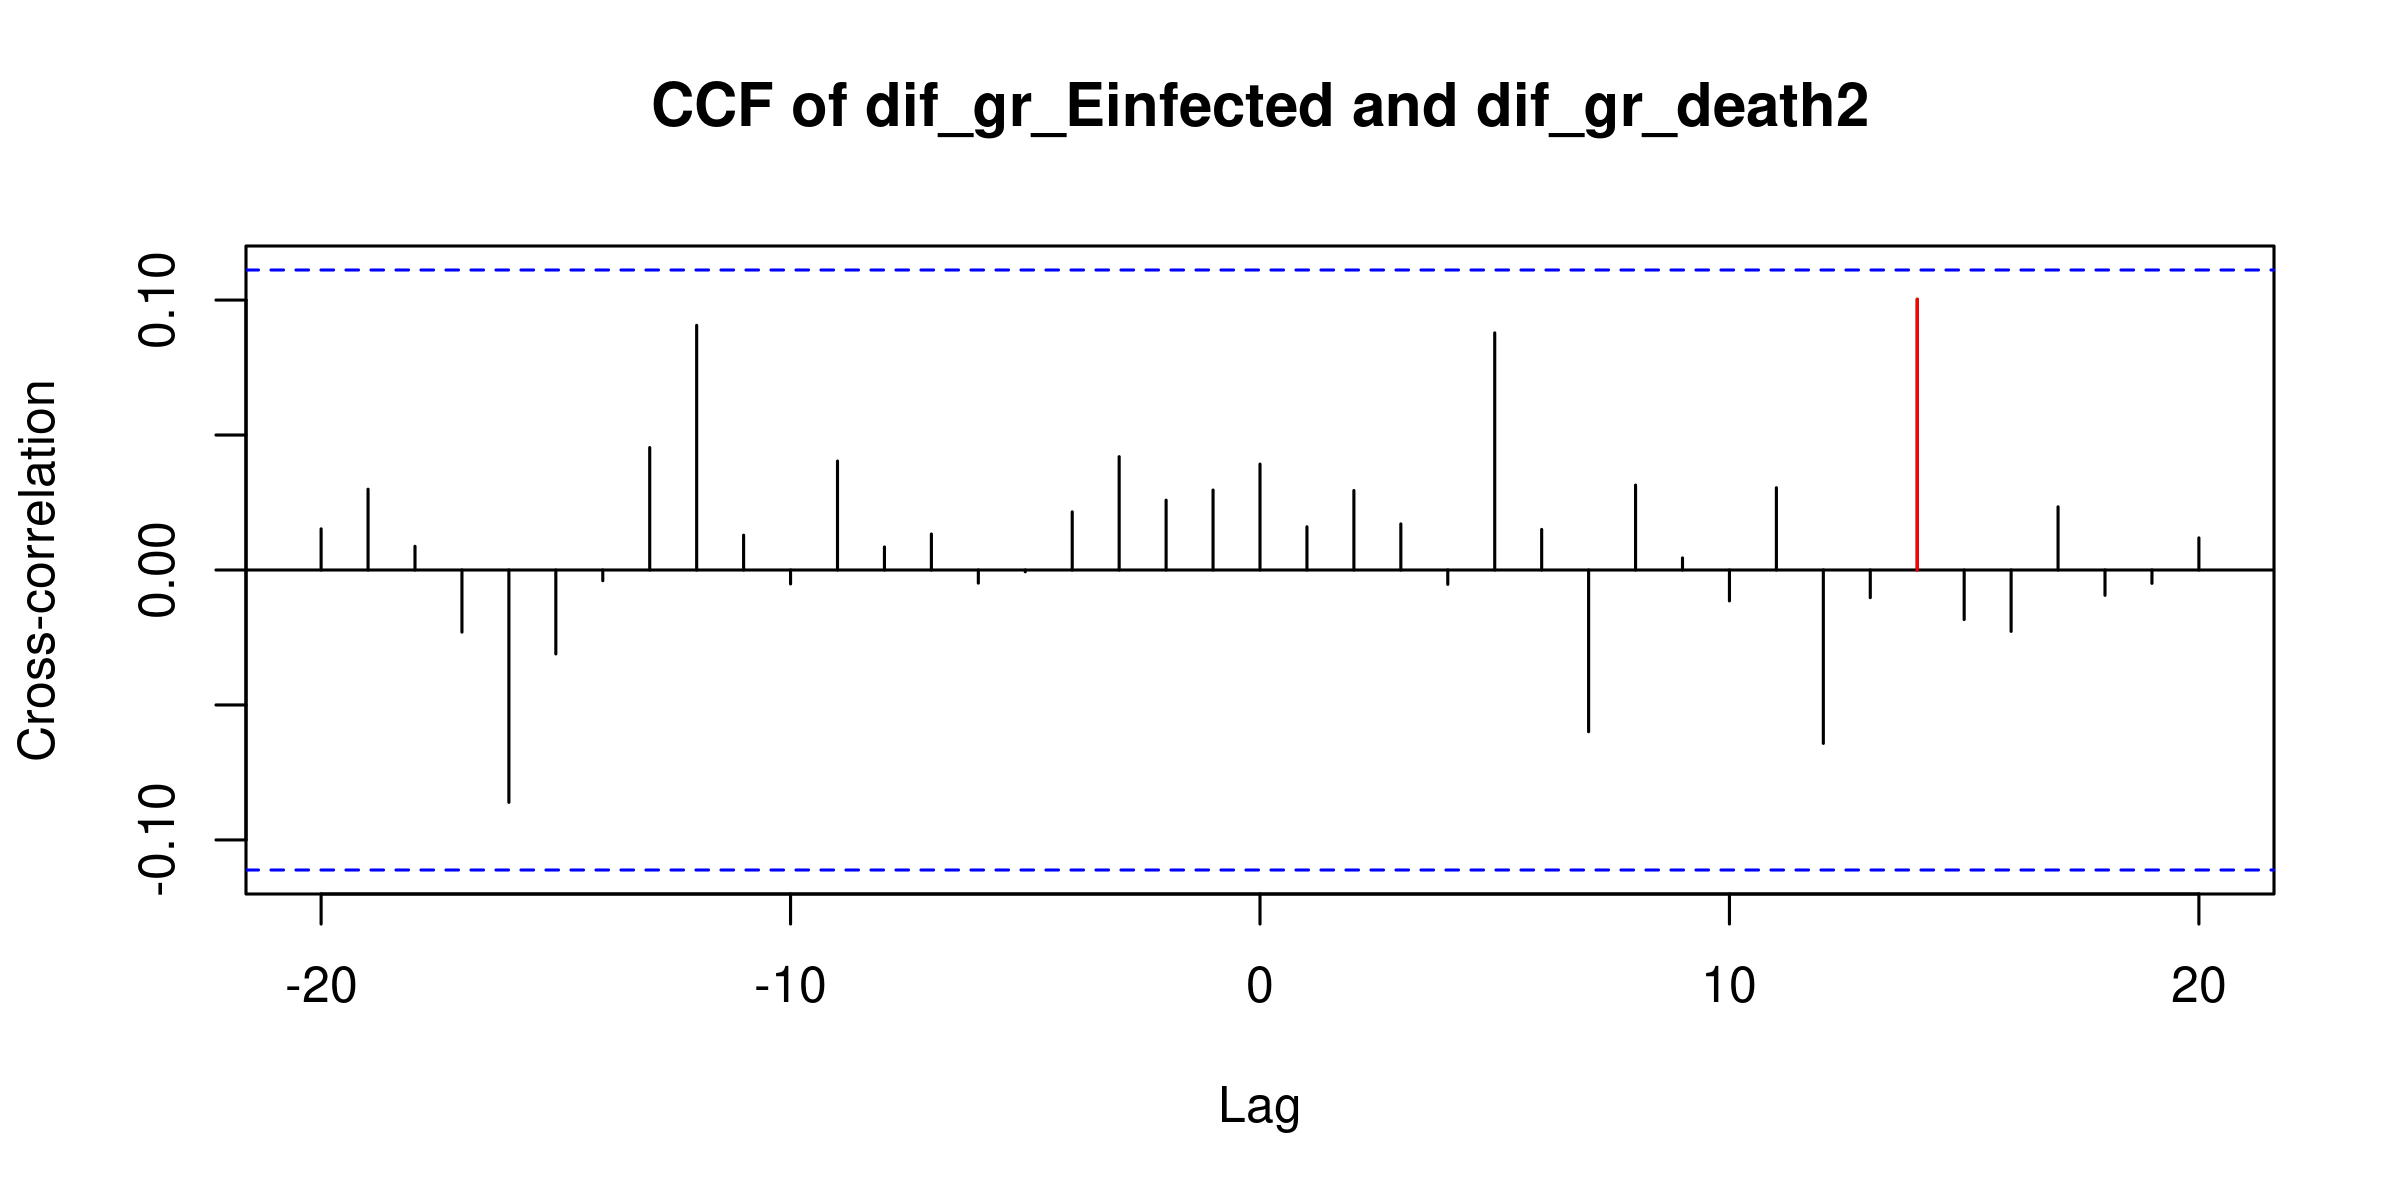 CCF of dif_gr_Einfected and dif_gr_death2
Cross-correlation
0.10
0.00
-0.10
-20 -10 0 10 20
Lag